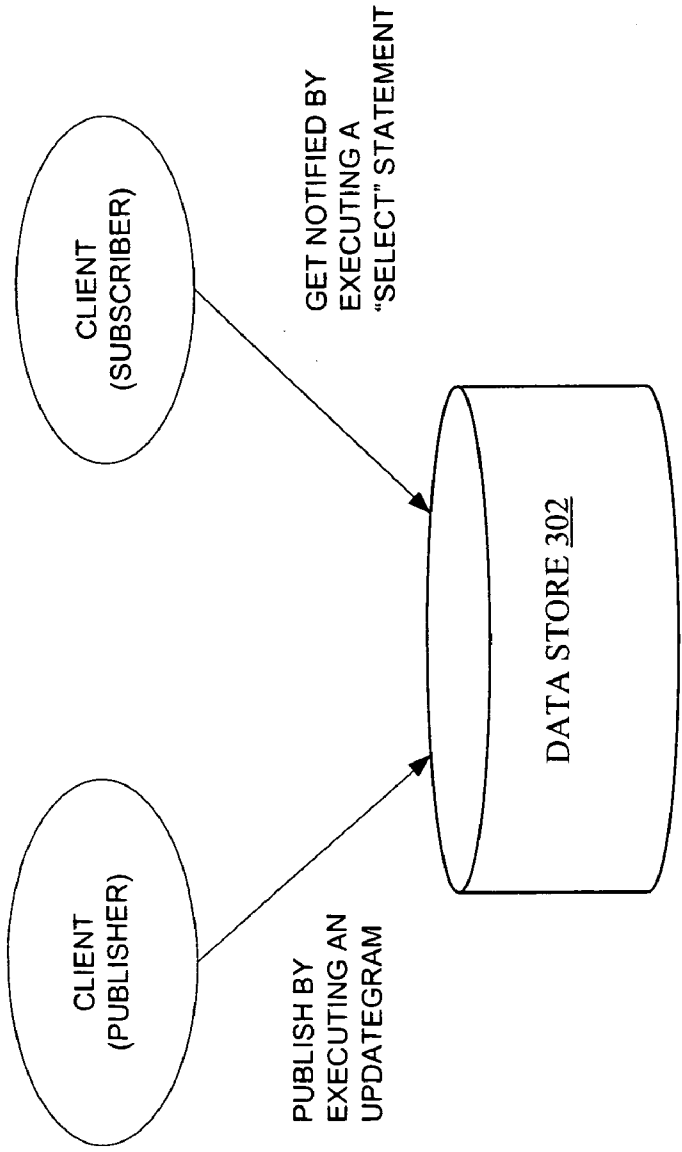 CLIENT
(PUBLISHER)
CLIENT
(SUBSCRIBER)
PUBLISH BY
EXECUTING AN
UPDATEGRAM
GET NOTIFIED BY
EXECUTING A
“SELECT” STATEMENT
DATA STORE 302